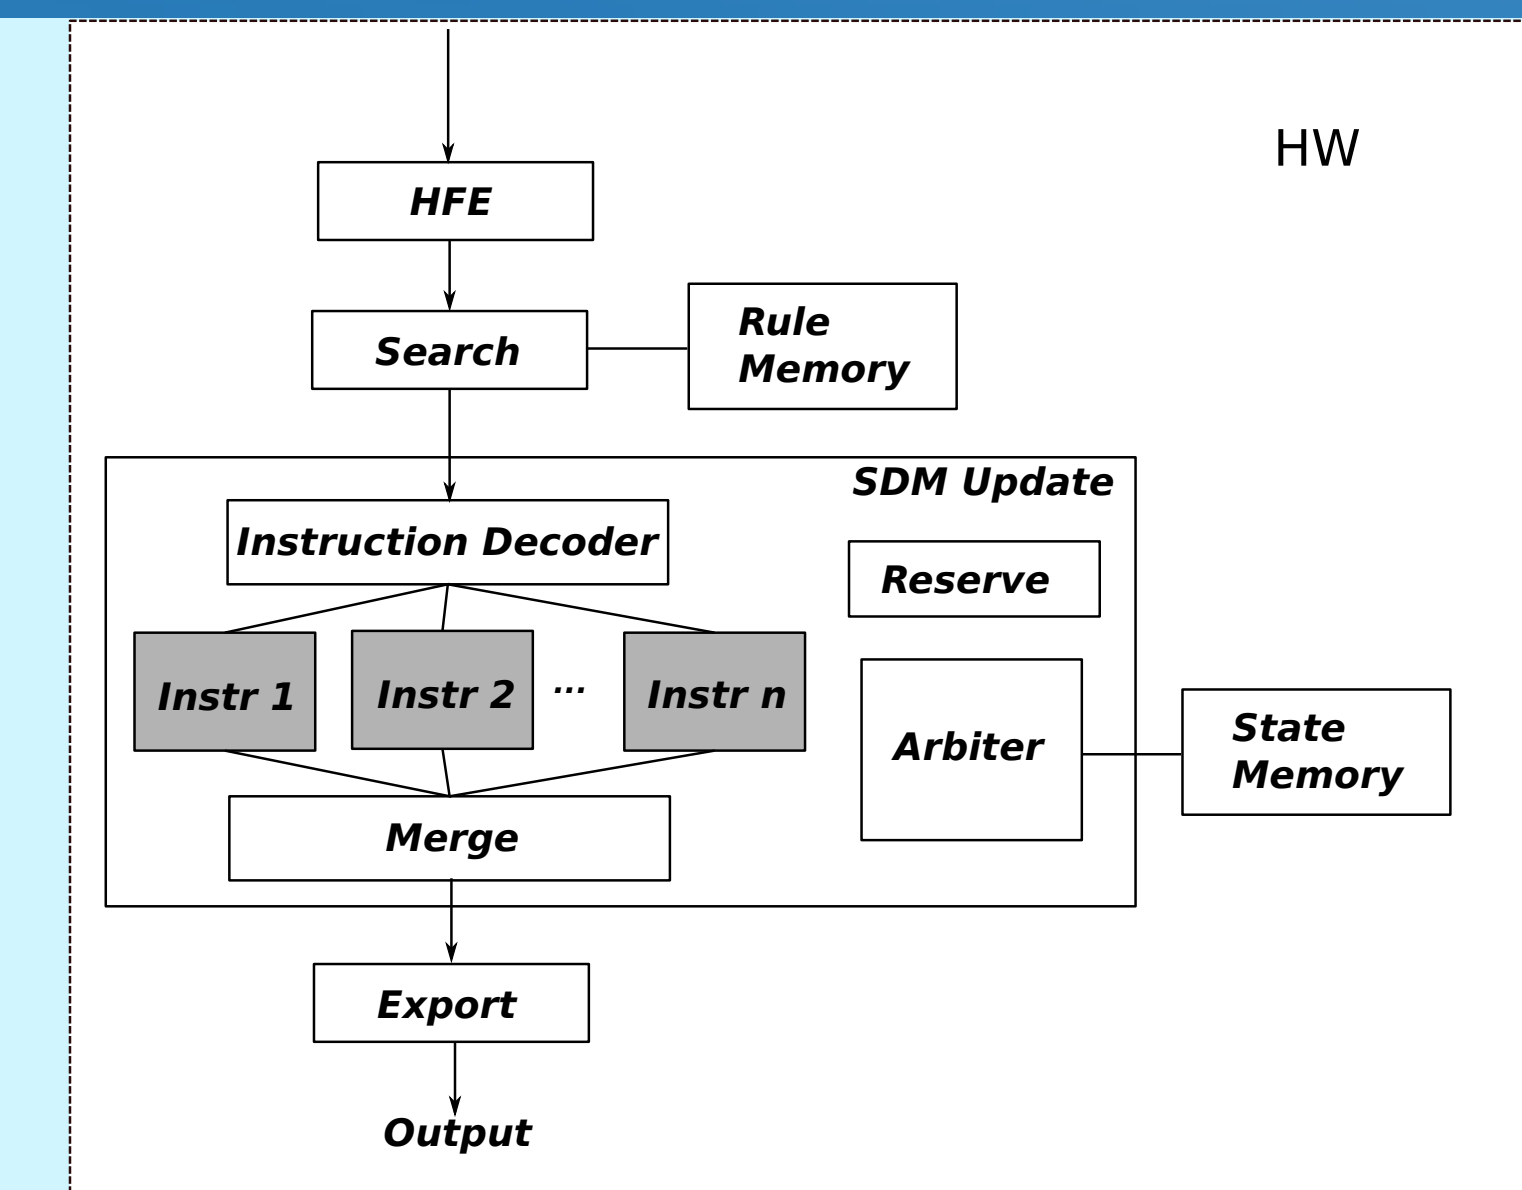 HW
HFE
Search
Rule
Memory
SDM Update
Instruction Decoder
Reserve
Instr 1
Instr 2
...
Instr n
Arbiter
State
Memory
Merge
Export
Output